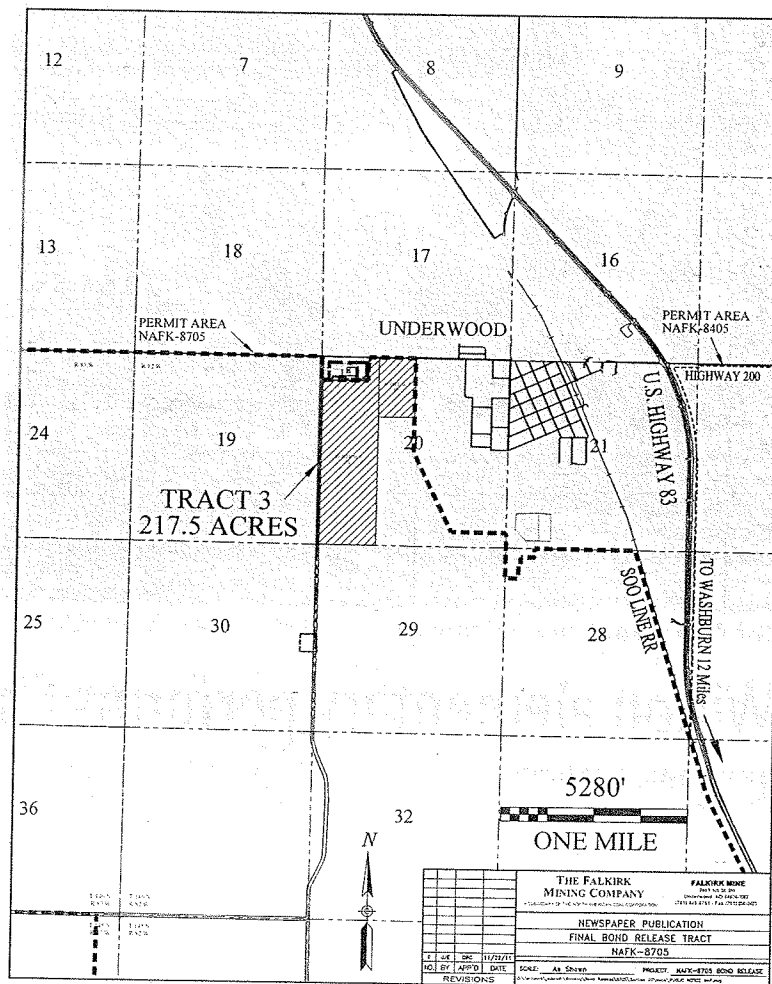 12
7
8
9
13
18
17
16
PERMIT AREA
NAFK-8705
UNDERWOOD
PERMIT AREA
NAFK-8405
HIGHWAY 200
24
19
20
21
U.S HIGHWAY 83
TRACT 3
217.5 ACRES
25
30
29
28
SOO LINE RR
TO WASHBURN 12 Miles
36
32
5280'
ONE MILE
N
THE FALKIRK
MINING COMPANY
FALKIRK MINE
NEWSPAPER PUBLICATION
FINAL BOND RELEASE TRACT
NAFK-8705
NO. BY APP'D DATE
REVISIONS
SCALE: As Shown
PROJECT: NAFK-8705 BOND RELEASE